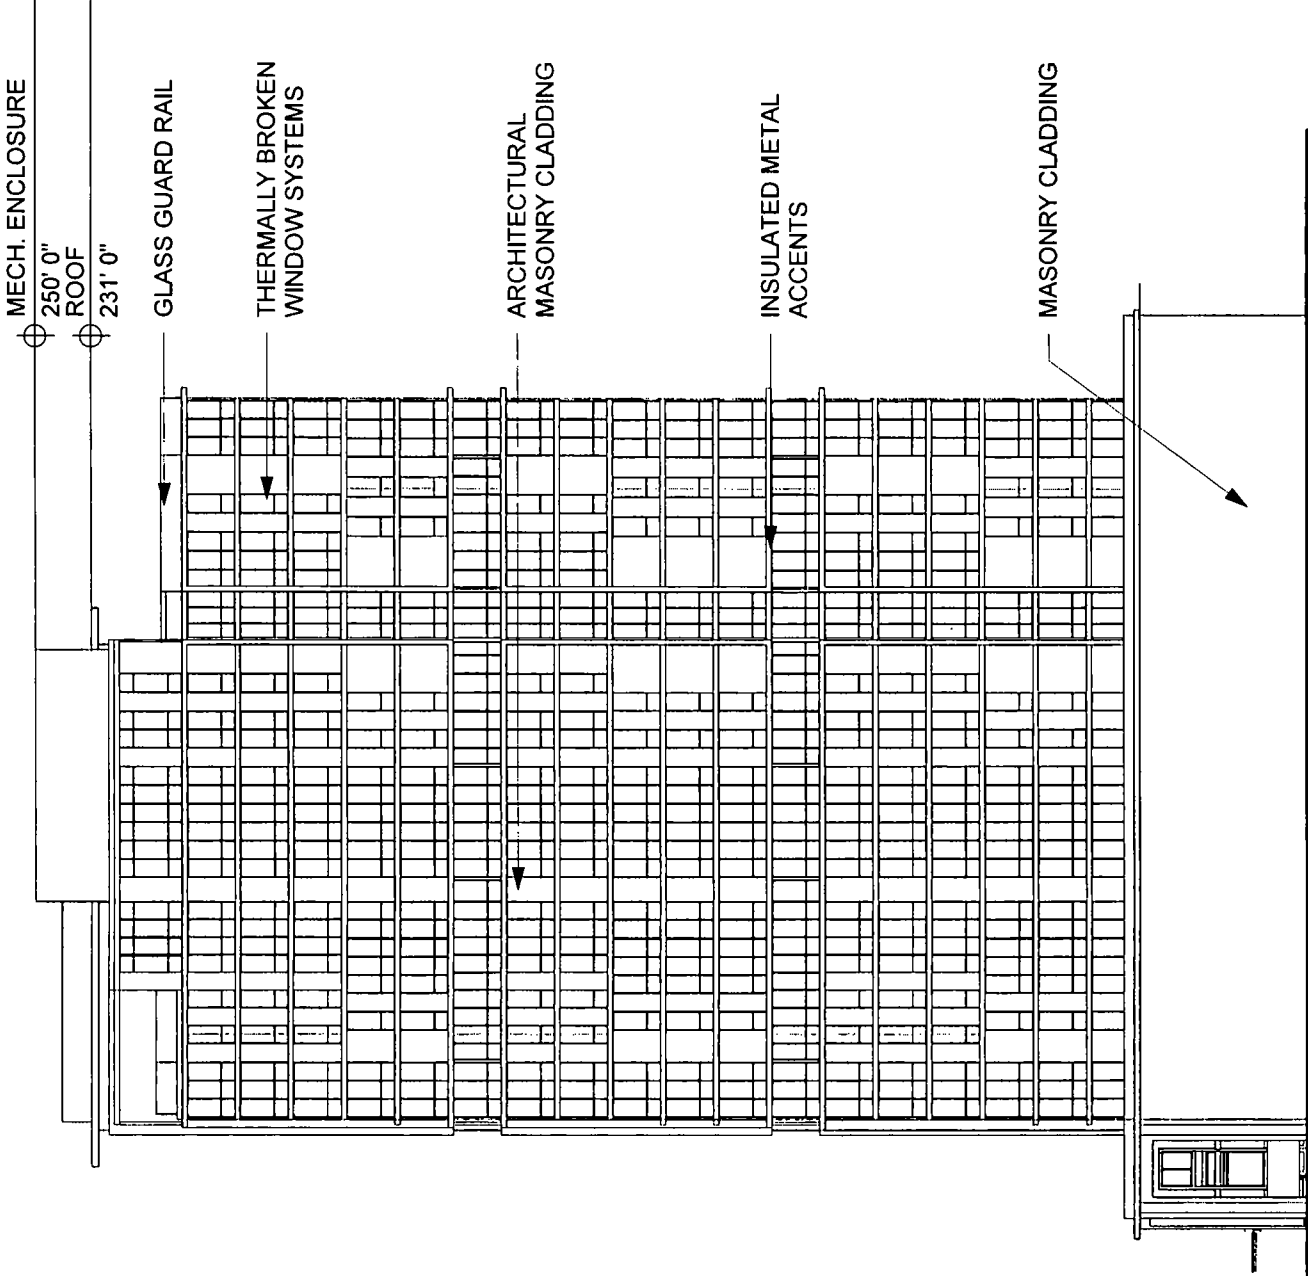 MECH. ENCLOSURE
250' 0"
ROOF
231' 0"
GLASS GUARD RAIL
THERMALLY BROKEN
WINDOW SYSTEMS
ARCHITECTURAL
MASONRY CLADDING
INSULATED METAL
ACCENTS
MASONRY CLADDING